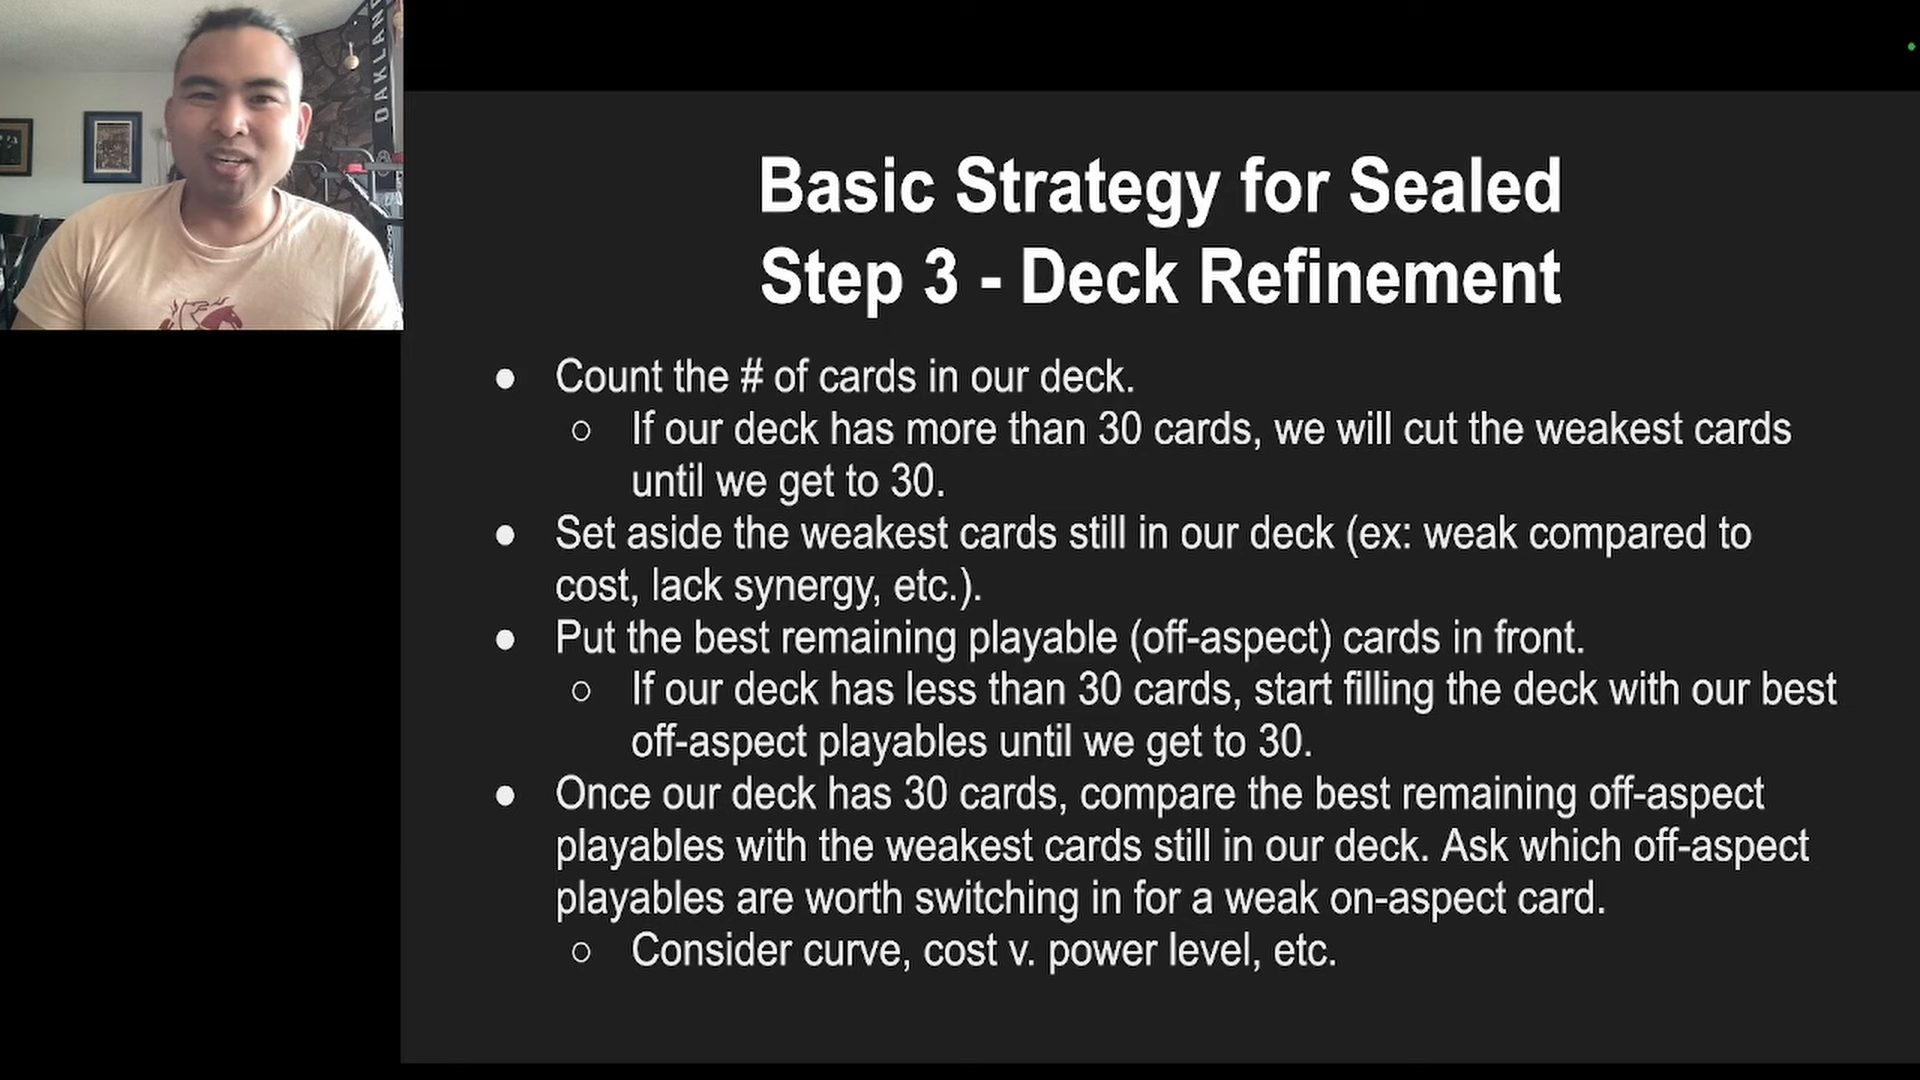 OAKLAND
Basic Strategy for Sealed
Step 3 - Deck Refinement
● Count the # of cards in our deck.
○ If our deck has more than 30 cards, we will cut the weakest cards
until we get to 30.
● Set aside the weakest cards still in our deck (ex: weak compared to
cost, lack synergy, etc.).
● Put the best remaining playable (off-aspect) cards in front.
○ If our deck has less than 30 cards, start filling the deck with our best
off-aspect playables until we get to 30.
● Once our deck has 30 cards, compare the best remaining off-aspect
playables with the weakest cards still in our deck. Ask which off-aspect
playables are worth switching in for a weak on-aspect card.
○ Consider curve, cost v. power level, etc.